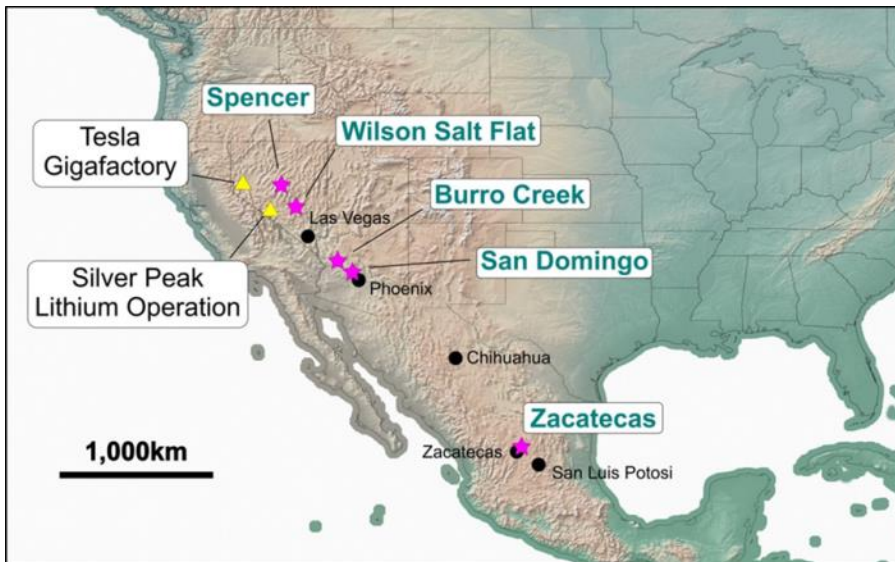 Spencer
Wilson Salt Flat
Tesla
Gigafactory
Burro Creek
Las Vegas
San Domingo
Silver Peak
Lithium Operation
Phoenix
Chihuahua
Zacatecas
1,000km
Zacatecas
San Luis Potosi